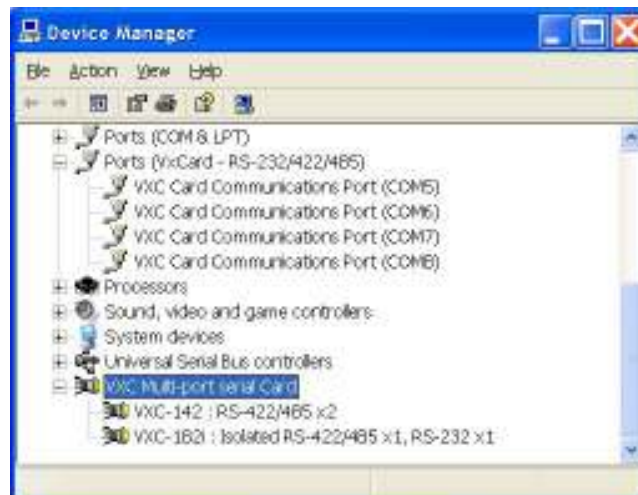 Device Manager
File Action View Help
Ports (COM & LPT)
Ports (VxCard - RS-232/422/485)
VXC Card Communications Port (COM5)
VXC Card Communications Port (COM6)
VXC Card Communications Port (COM7)
VXC Card Communications Port (COM8)
Processors
Sound, video and game controllers
System devices
Universal Serial Bus controllers
VXC Multi-port serial Card
VXC-142 : RS-422/485 x2
VXC-182i : Isolated RS-422/485 x1, RS-232 x1